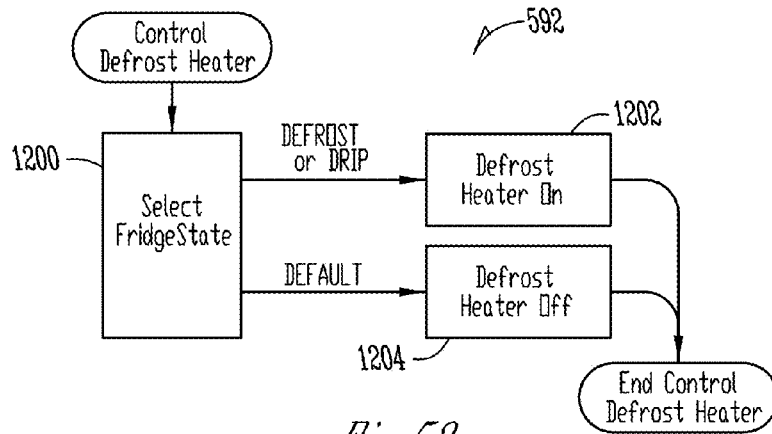 Control
Defrost Heater
592
1200
Select
FridgeState
DEFROST
or DRIP
1202
Defrost
Heater On
DEFAULT
Defrost
Heater Off
1204
End Control
Defrost Heater